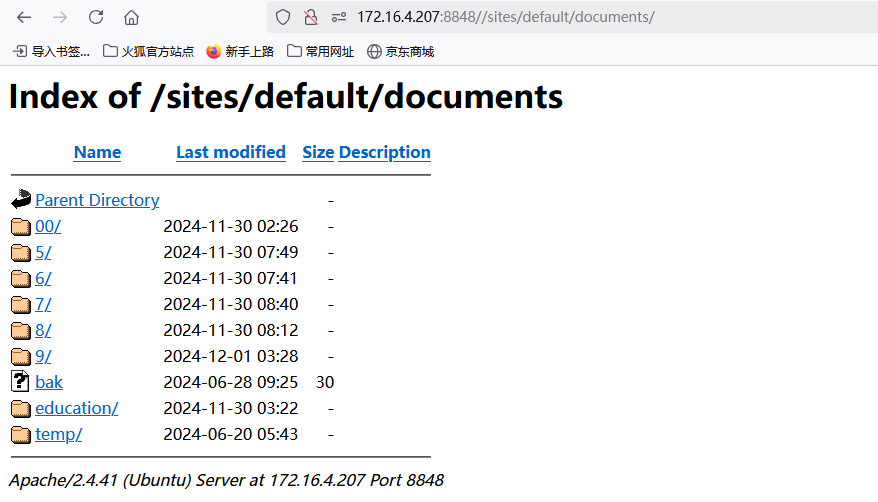 172.16.4.207:8848//sites/default/documents/
导入书签... 火狐官方站点 新手上路 常用网址 京东商城
Index of /sites/default/documents
Name Last modified Size Description
Parent Directory -
00/ 2024-11-30 02:26 -
5/ 2024-11-30 07:49 -
6/ 2024-11-30 07:41 -
7/ 2024-11-30 08:40 -
8/ 2024-11-30 08:12 -
9/ 2024-12-01 03:28 -
bak 2024-06-28 09:25 30
education/ 2024-11-30 03:22 -
temp/ 2024-06-20 05:43 -
Apache/2.4.41 (Ubuntu) Server at 172.16.4.207 Port 8848